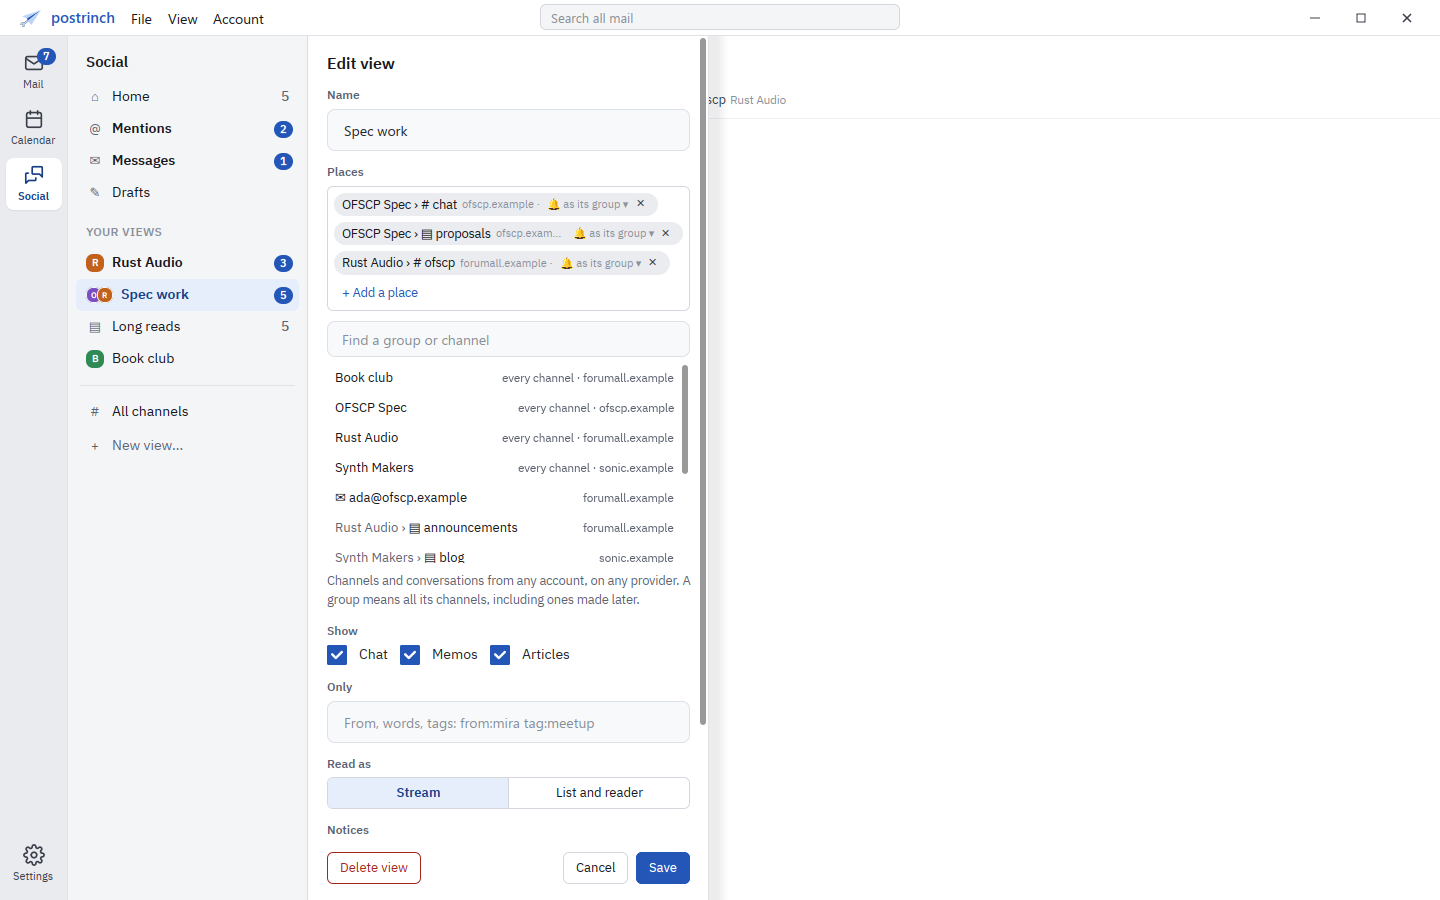 postrinch File View Account
Search all mail
7
Mail
Calendar
Social
Settings
Social
Home 5
@ Mentions 2
Messages 1
Drafts
YOUR VIEWS
R Rust Audio 3
O R Spec work 5
Long reads 5
B Book club
# All channels
+ New view...
Edit view
Name
Spec work
Places
OFSCP Spec › # chat ofscp.example · 🔔 as its group ▾ ✕
OFSCP Spec › ▤ proposals ofscp.exam... 🔔 as its group ▾ ✕
Rust Audio › # ofscp forumall.example · 🔔 as its group ▾ ✕
+ Add a place
Find a group or channel
Book club every channel · forumall.example
OFSCP Spec every channel · ofscp.example
Rust Audio every channel · forumall.example
Synth Makers every channel · sonic.example
✉ ada@ofscp.example forumall.example
Rust Audio › ▤ announcements forumall.example
Synth Makers › ▤ blog sonic.example
Channels and conversations from any account, on any provider. A
group means all its channels, including ones made later.
Show
Chat Memos Articles
Only
From, words, tags: from:mira tag:meetup
Read as
Stream List and reader
Notices
Delete view Cancel Save
scp Rust Audio